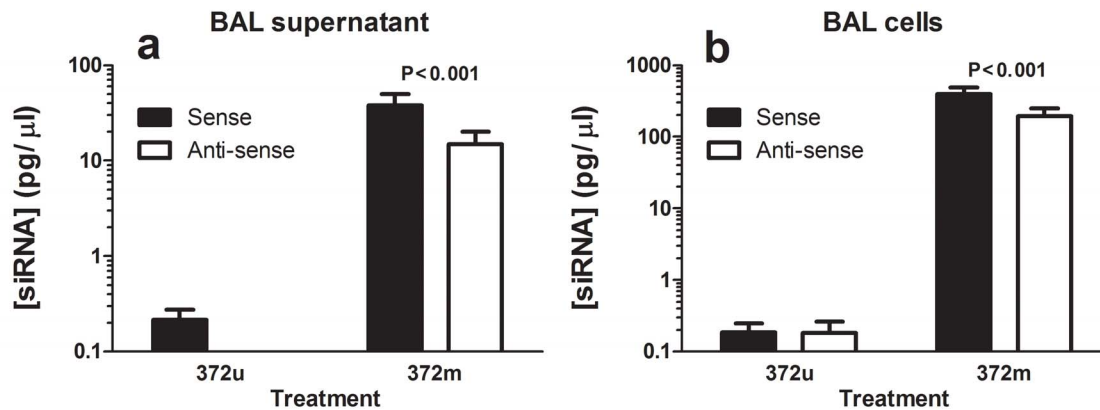 BAL supernatant
a
100
10
1
0.1
[siRNA] (pg/µl)
Sense
Anti-sense
P<0.001
372u
372m
Treatment
BAL cells
b
1000
100
10
1
0.1
[siRNA] (pg/µl)
Sense
Anti-sense
P<0.001
372u
372m
Treatment